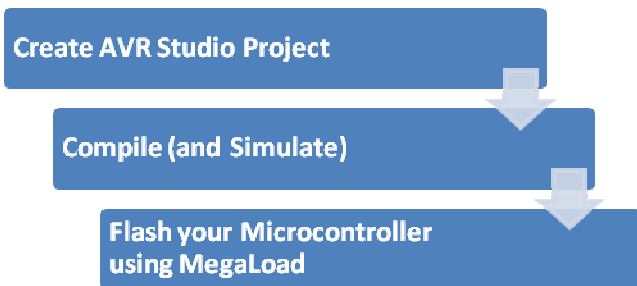 Create AVR Studio Project
Compile (and Simulate)
Flash your Microcontroller
using MegaLoad